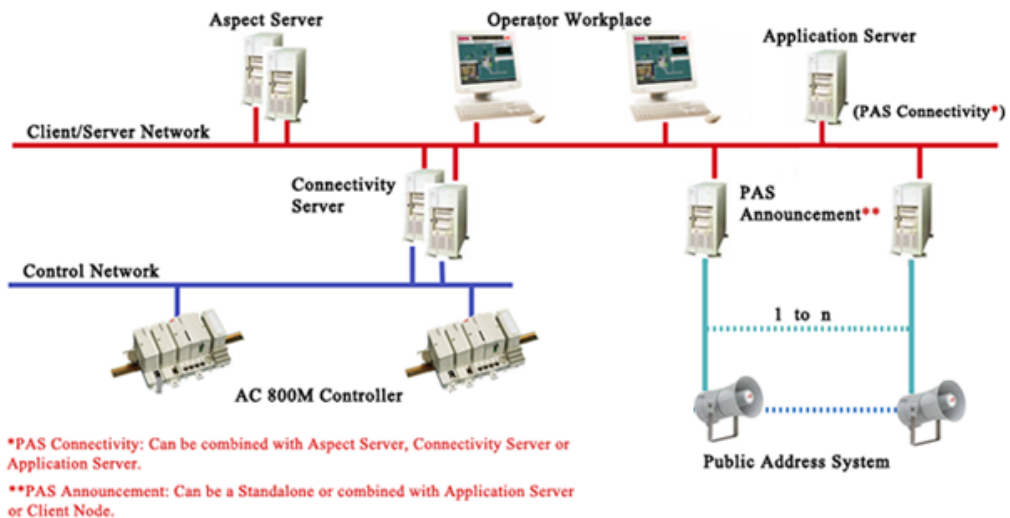 Aspect Server
Operator Workplace
Application Server
(PAS Connectivity*)
Client/Server Network
Connectivity
Server
PAS
Announcement**
Control Network
1 to n
AC 800M Controller
Public Address System
*PAS Connectivity: Can be combined with Aspect Server, Connectivity Server or
Application Server.
**PAS Announcement: Can be a Standalone or combined with Application Server
or Client Node.